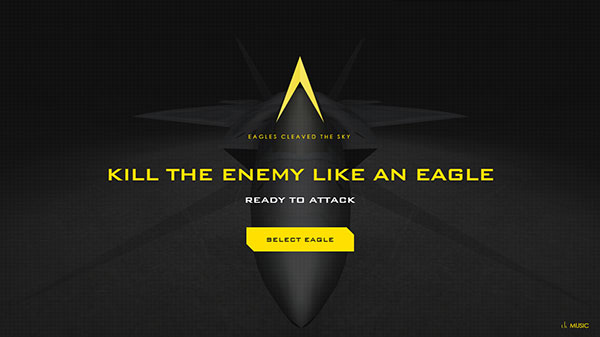 EAGLES CLEAVED THE SKY
KILL THE ENEMY LIKE AN EAGLE
READY TO ATTACK
SELECT EAGLE
MUSIC